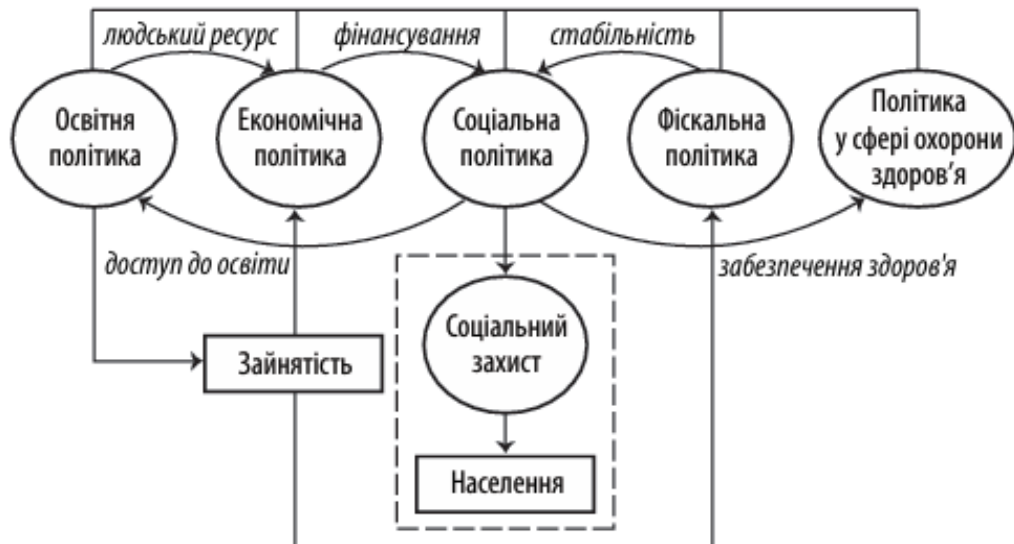 людський ресурс
фінансування
стабільність
Освітня
політика
Економічна
політика
Соціальна
політика
Фіскальна
політика
Політика
у сфері охорони
здоров’я
доступ до освіти
забезпечення здоров'я
Зайнятість
Соціальний
захист
Населення